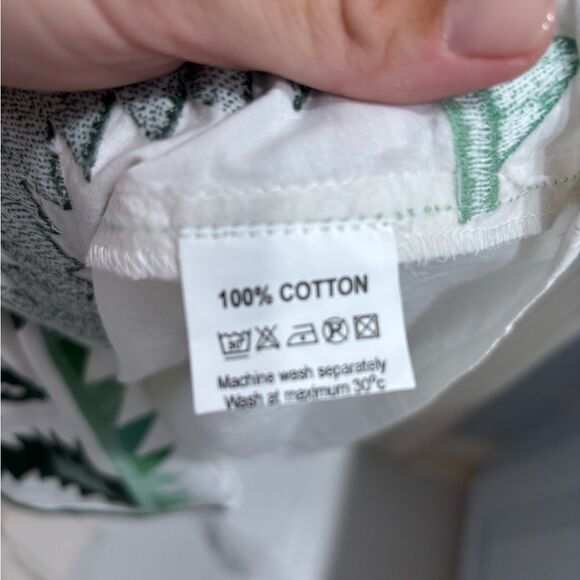 100% COTTON
Machine wash separately
Wash at maximum 30°c